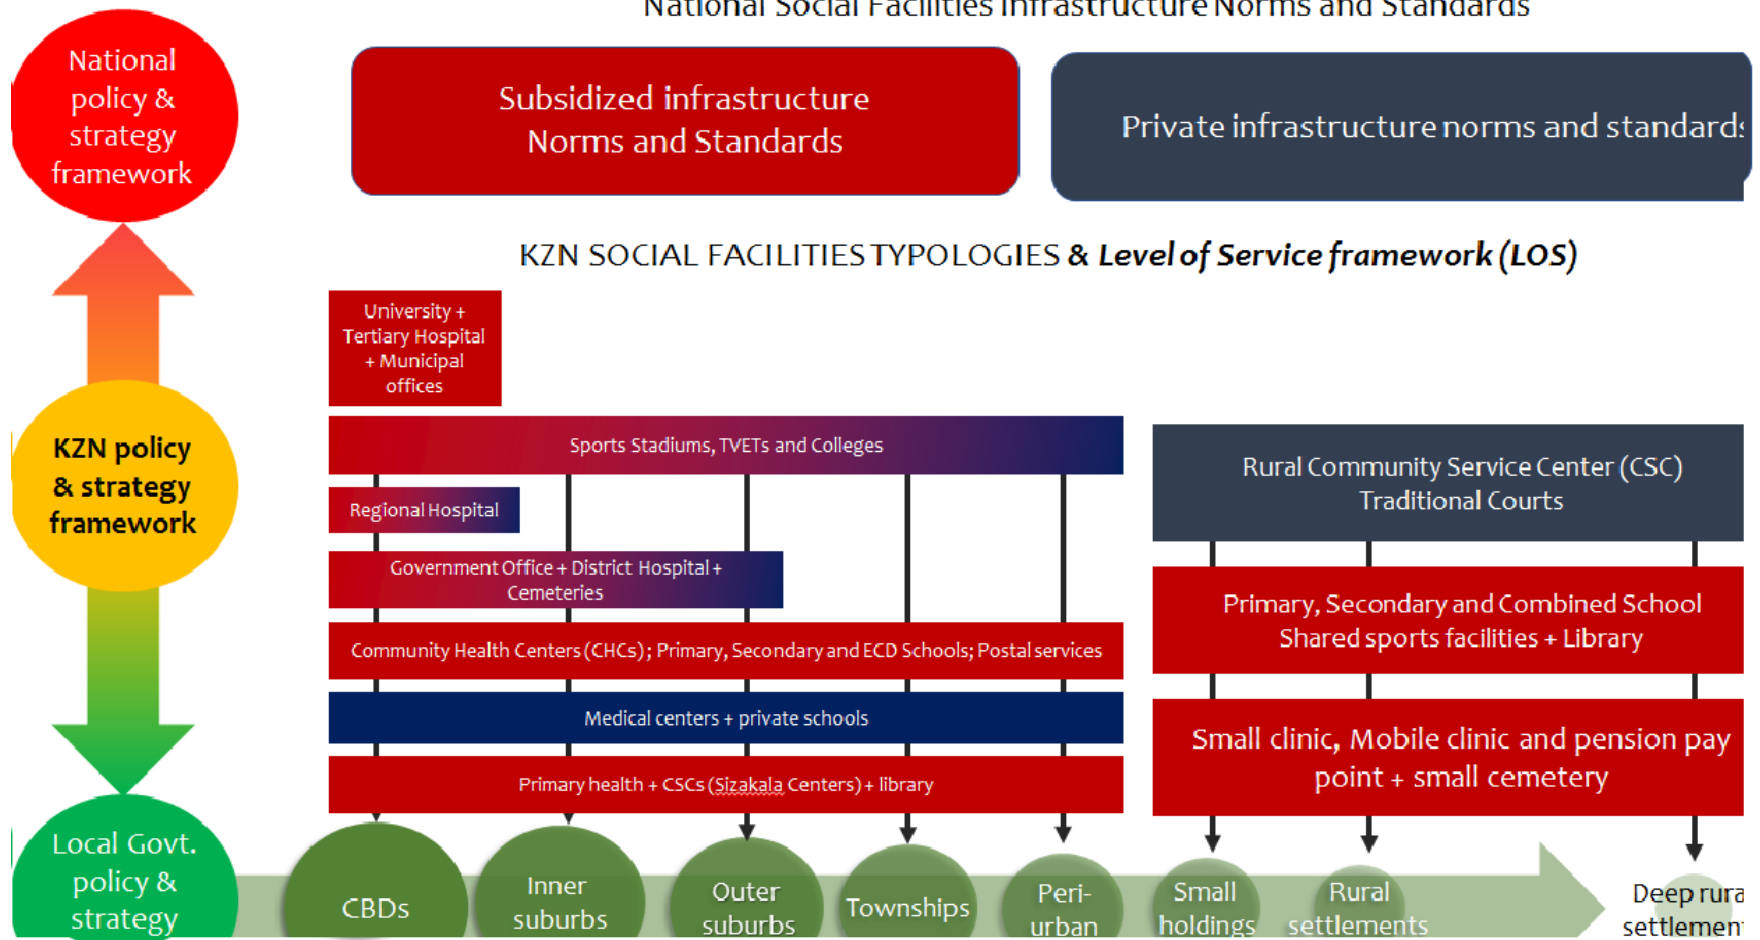 National Social Facilities Infrastructure Norms and Standards
National
policy &
strategy
framework
Subsidized infrastructure
Norms and Standards
Private infrastructure norms and standards
KZN SOCIAL FACILITIES TYPOLOGIES & Level of Service framework (LOS)
University +
Tertiary Hospital
+ Municipal
offices
KZN policy
& strategy
framework
Sports Stadiums, TVETs and Colleges
Regional Hospital
Government Office + District Hospital +
Cemeteries
Community Health Centers (CHCs); Primary, Secondary and ECD Schools; Postal services
Medical centers + private schools
Primary health + CSCs (Sizakala Centers) + library
Rural Community Service Center (CSC)
Traditional Courts
Primary, Secondary and Combined School
Shared sports facilities + Library
Small clinic, Mobile clinic and pension pay
point + small cemetery
Local Govt.
policy &
strategy
CBDs
Inner
suburbs
Outer
suburbs
Townships
Peri-
urban
Small
holdings
Rural
settlements
Deep rura
settlement